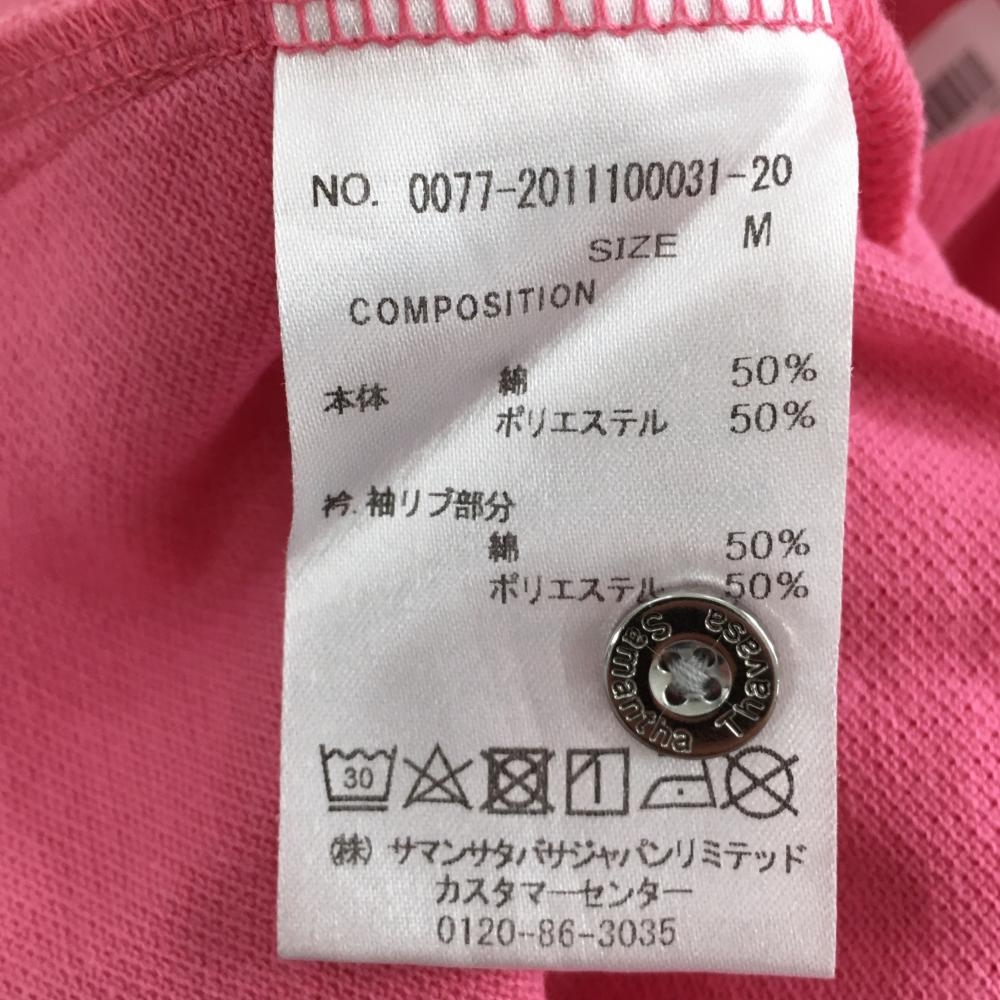 NO. 0077-2011100031-20
SIZE M
COMPOSITION
本体 綿 50%
ポリエステル 50%
衿.袖リブ部分
綿 50%
ポリエステル 50%
Samantha Thavasa
30
(株) サマンサタバサジャパンリミテッド
カスタマーセンター
0120-86-3035